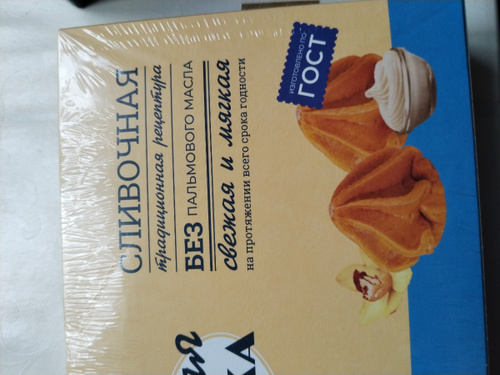 СЛИВОЧНАЯ
традиционная рецептура
БЕЗ ПАЛЬМОВОГО МАСЛА
свежая и мягкая
на протяжении всего срока годности
ИЗГОТОВЛЕНО ПО
ГОСТ